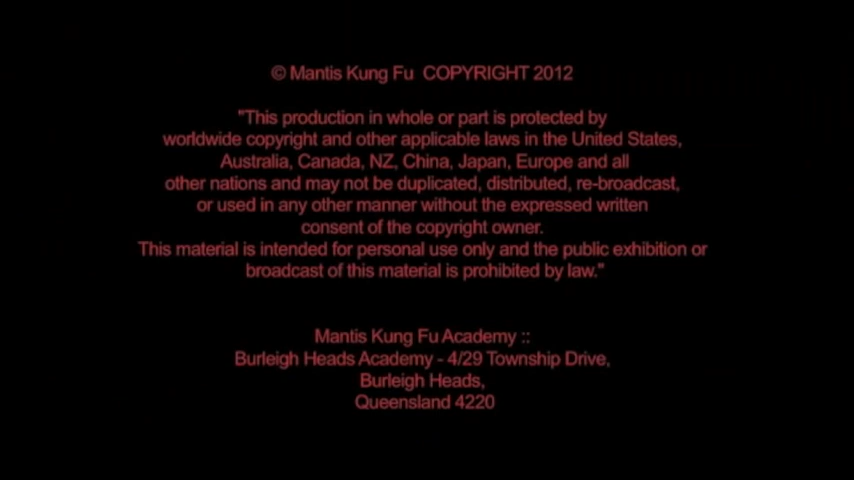 © Mantis Kung Fu  COPYRIGHT 2012
"This production in whole or part is protected by
worldwide copyright and other applicable laws in the United States,
Australia, Canada, NZ, China, Japan, Europe and all
other nations and may not be duplicated, distributed, re-broadcast,
or used in any other manner without the expressed written
consent of the copyright owner.
This material is intended for personal use only and the public exhibition or
broadcast of this material is prohibited by law."
Mantis Kung Fu Academy ::
Burleigh Heads Academy - 4/29 Township Drive,
Burleigh Heads,
Queensland 4220